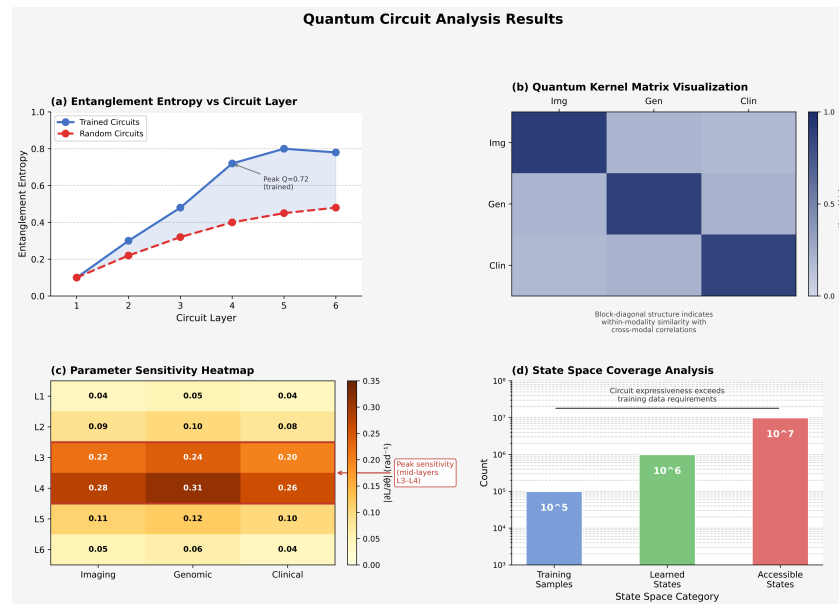 Quantum Circuit Analysis Results
(a) Entanglement Entropy vs Circuit Layer
1.0
0.8
0.6
0.4
0.2
0.0
Entanglement Entropy
Trained Circuits
Random Circuits
Peak Q=0.72
(trained)
1 2 3 4 5 6
Circuit Layer
(b) Quantum Kernel Matrix Visualization
Img Gen Clin
Img
Gen
Clin
1.0
0.5
0.0
Block-diagonal structure indicates
within-modality similarity with
cross-modal correlations
(c) Parameter Sensitivity Heatmap
L1 0.04 0.05 0.04
L2 0.09 0.10 0.08
L3 0.22 0.24 0.20
L4 0.28 0.31 0.26
L5 0.11 0.12 0.10
L6 0.05 0.06 0.04
Imaging Genomic Clinical
0.35
0.30
0.25
0.20
0.15
0.10
0.05
0.00
|∂L/∂θ| (rad⁻¹)
Peak sensitivity
(mid-layers
L3–L4)
(d) State Space Coverage Analysis
10⁸
10⁷
10⁶
10⁵
10⁴
10³
Count
Circuit expressiveness exceeds
training data requirements
10^5
10^6
10^7
Training
Samples
Learned
States
Accessible
States
State Space Category